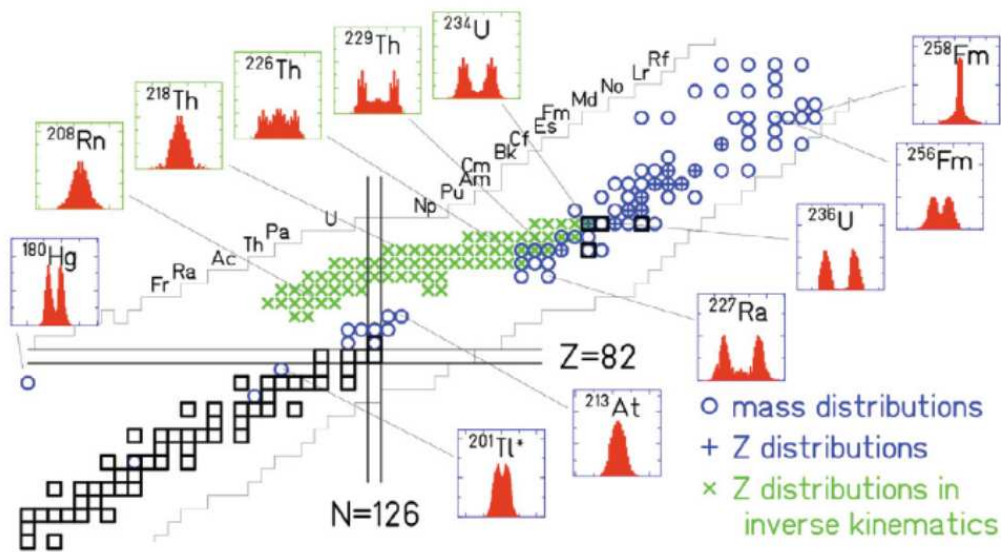 ²³⁴U
²²⁹Th
²²⁶Th
²¹⁸Th
²⁰⁸Rn
¹⁸⁰Hg
²⁵⁸Fm
²⁵⁶Fm
²³⁶U
²²⁷Ra
²¹³At
²⁰¹Tl*
Rf
Lr
No
Md
Fm
Es
Cf
Bk
Cm
Am
Pu
Np
U
Pa
Th
Ac
Ra
Fr
Z=82
N=126
o mass distributions
+ Z distributions
× Z distributions in
inverse kinematics